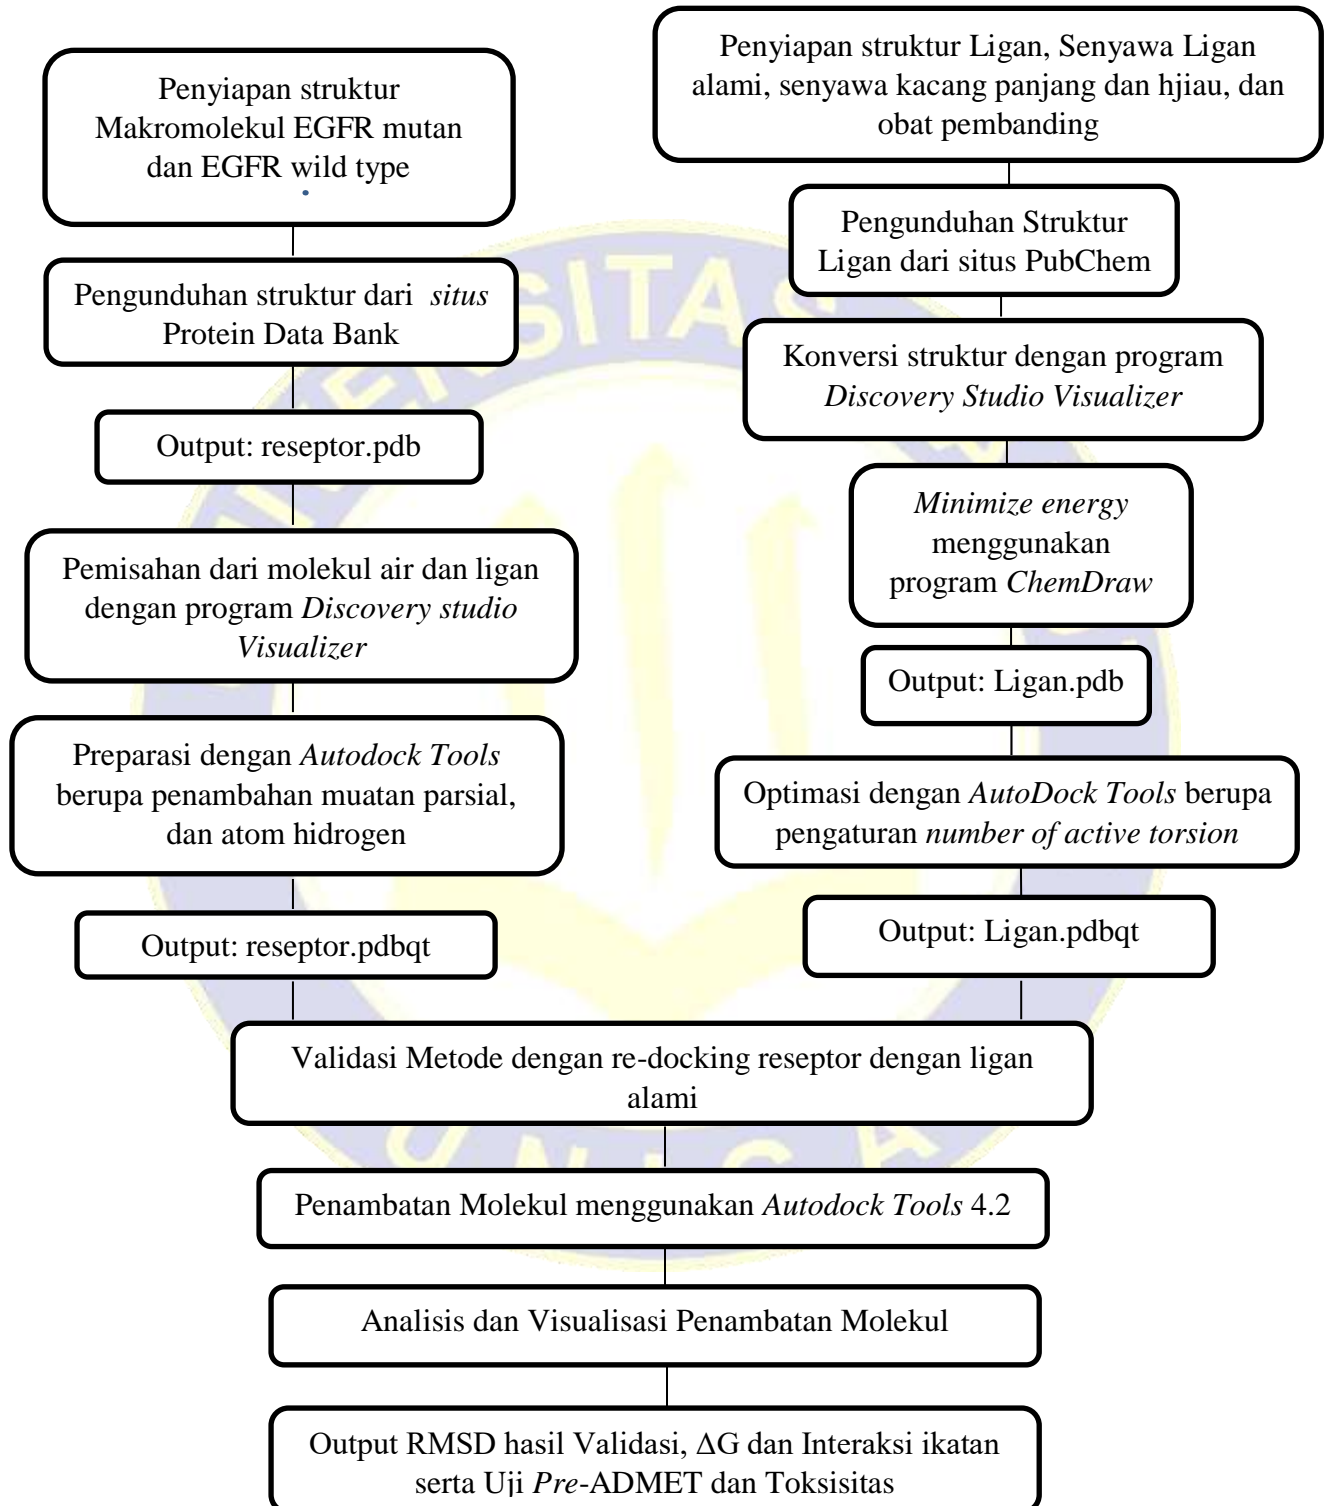 Penyiapan struktur
Makromolekul EGFR mutan
dan EGFR wild type
Pengunduhan struktur dari situs
Protein Data Bank
Output: reseptor.pdb
Pemisahan dari molekul air dan ligan
dengan program Discovery studio
Visualizer
Preparasi dengan Autodock Tools
berupa penambahan muatan parsial,
dan atom hidrogen
Output: reseptor.pdbqt
Penyiapan struktur Ligan, Senyawa Ligan
alami, senyawa kacang panjang dan hjiau, dan
obat pembanding
Pengunduhan Struktur
Ligan dari situs PubChem
Konversi struktur dengan program
Discovery Studio Visualizer
Minimize energy
menggunakan
program ChemDraw
Output: Ligan.pdb
Optimasi dengan AutoDock Tools berupa
pengaturan number of active torsion
Output: Ligan.pdbqt
Validasi Metode dengan re-docking reseptor dengan ligan
alami
Penambatan Molekul menggunakan Autodock Tools 4.2
Analisis dan Visualisasi Penambatan Molekul
Output RMSD hasil Validasi, ΔG dan Interaksi ikatan
serta Uji Pre-ADMET dan Toksisitas
UNIVERSITAS
UNIGA